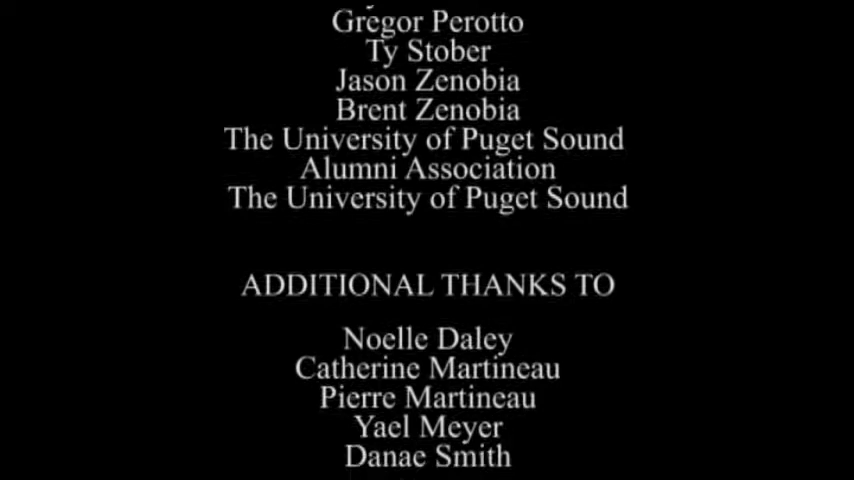 Gregor Perotto
Ty Stober
Jason Zenobia
Brent Zenobia
The University of Puget Sound
Alumni Association
The University of Puget Sound
ADDITIONAL THANKS TO
Noelle Daley
Catherine Martineau
Pierre Martineau
Yael Meyer
Danae Smith